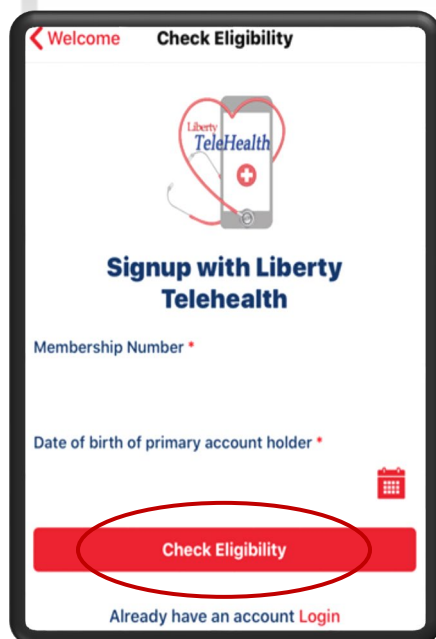 Welcome Check Eligibility
Liberty
TeleHealth
Signup with Liberty
Telehealth
Membership Number *
Date of birth of primary account holder *
Check Eligibility
Already have an account Login